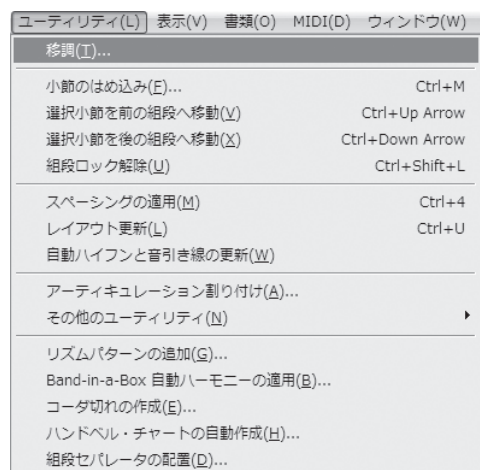 ユーティリティ(L) 表示(V) 書類(O) MIDI(D) ウィンドウ(W)
移調(T)...
小節のはめ込み(F)... Ctrl+M
選択小節を前の組段へ移動(V) Ctrl+Up Arrow
選択小節を後の組段へ移動(X) Ctrl+Down Arrow
組段ロック解除(U) Ctrl+Shift+L
スペーシングの適用(M) Ctrl+4
レイアウト更新(L) Ctrl+U
自動ハイフンと音引き線の更新(W)
アーティキュレーション割り付け(A)...
その他のユーティリティ(N)
リズムパターンの追加(G)...
Band-in-a-Box 自動ハーモニーの適用(B)...
コーダ切れの作成(E)...
ハンドベル・チャートの自動作成(H)...
組段セパレータの配置(D)...